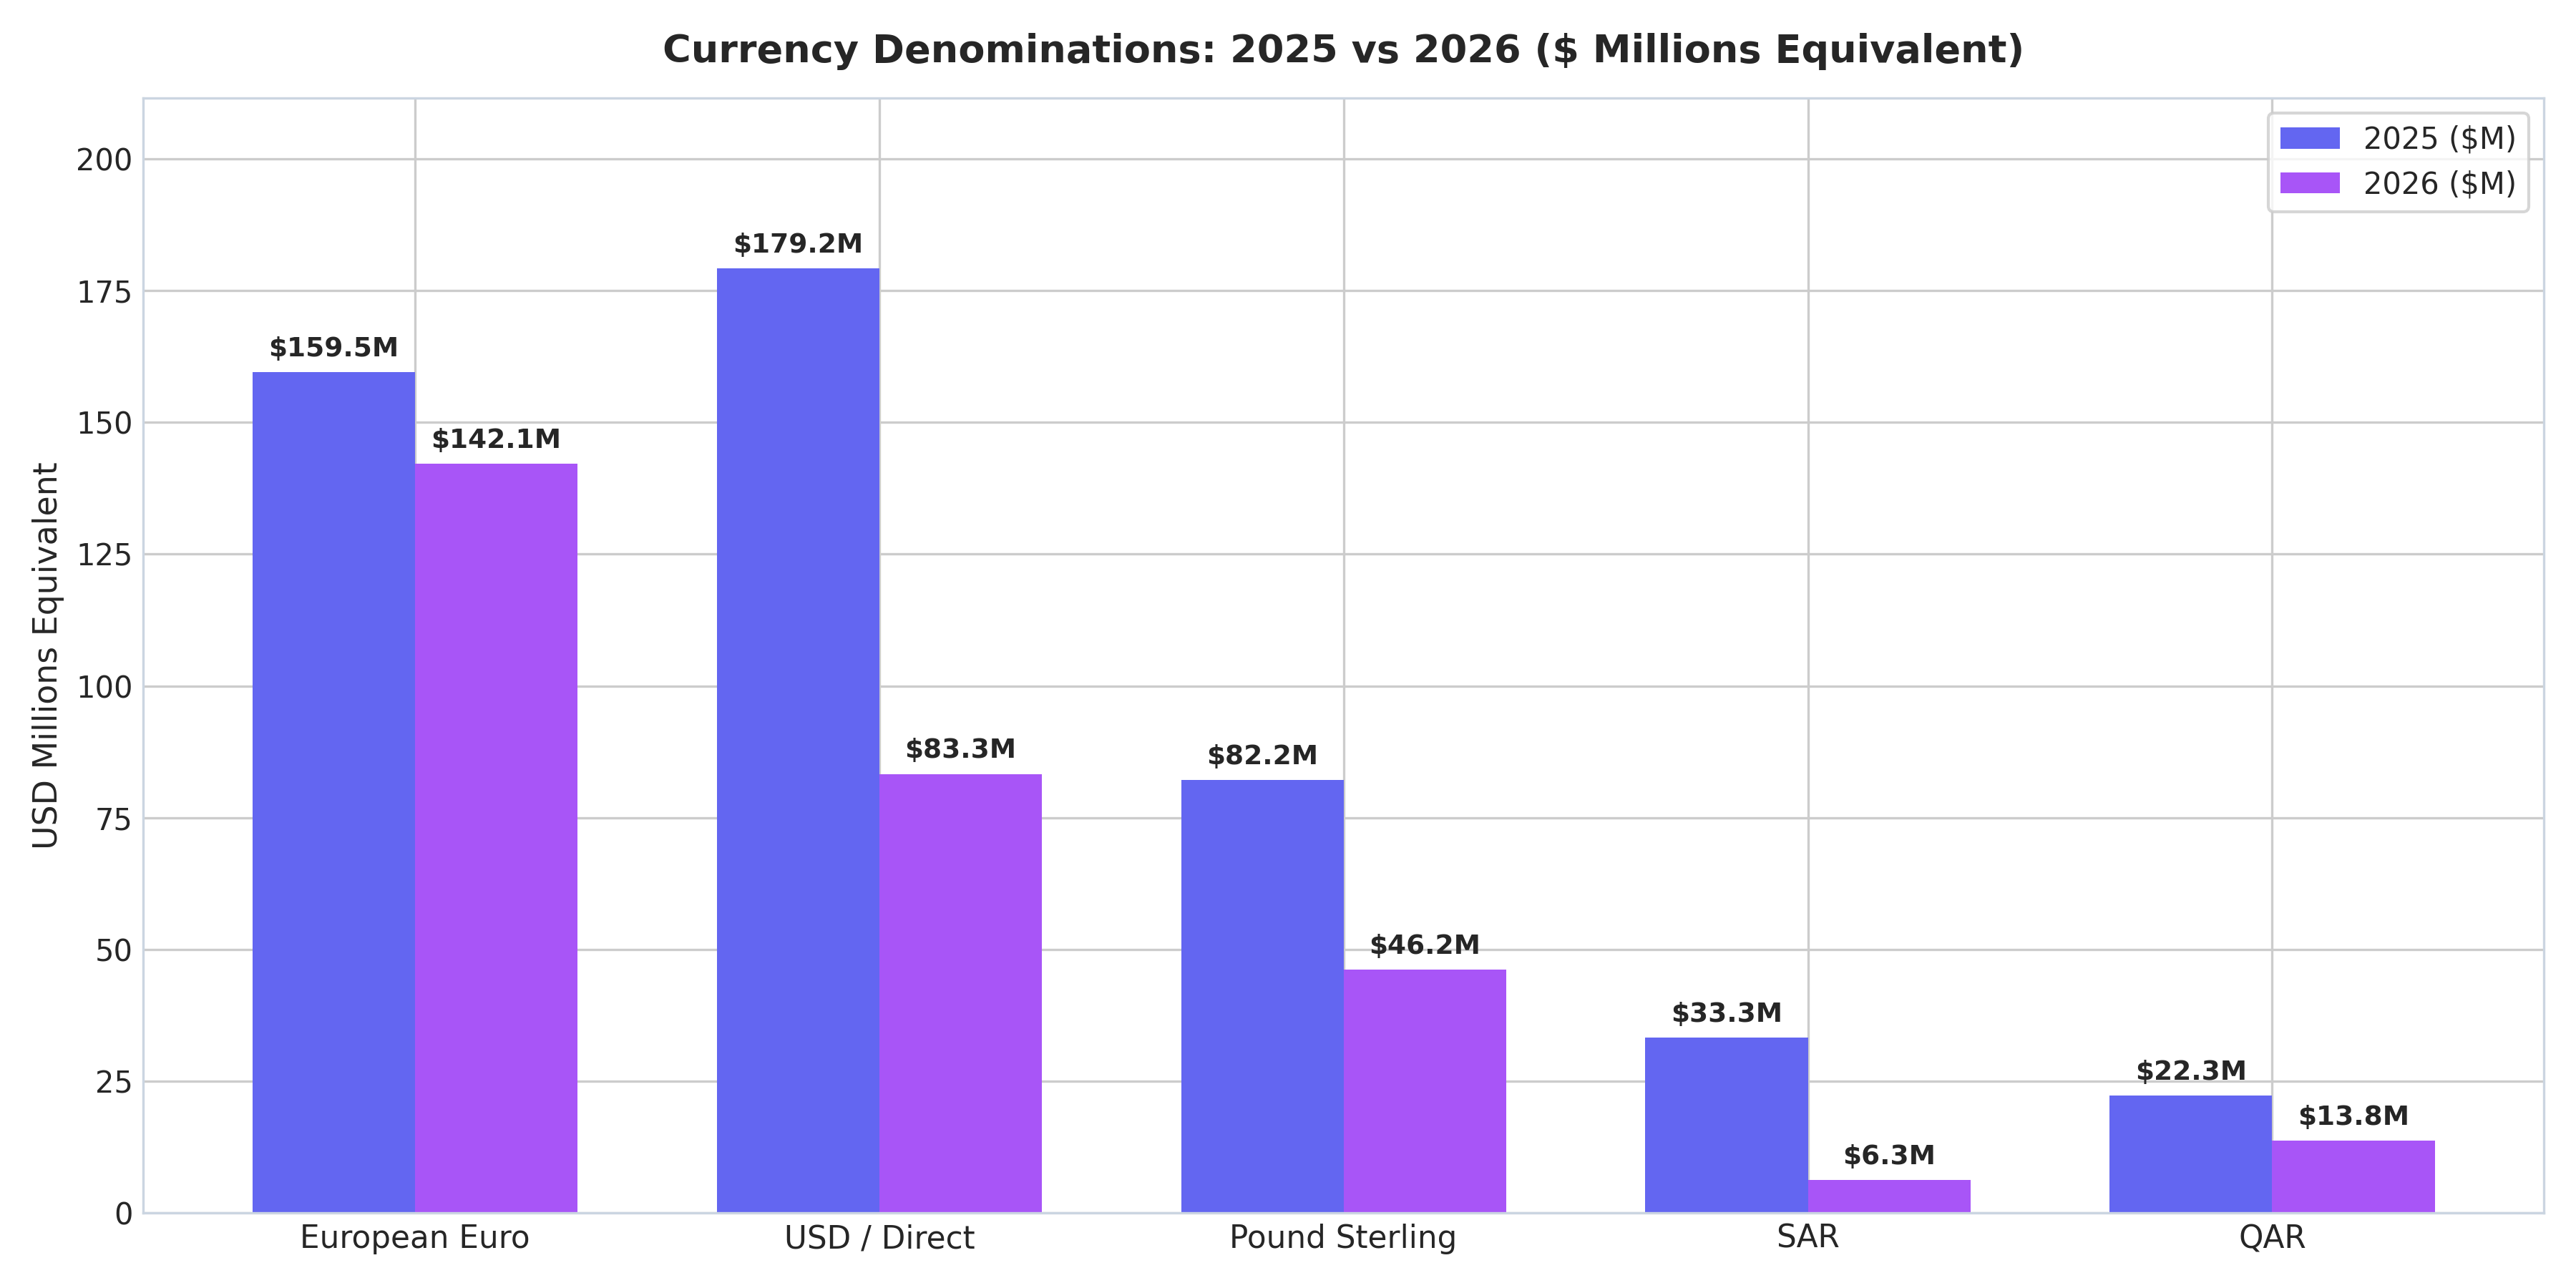 Currency Denominations: 2025 vs 2026 ($ Millions Equivalent)
2025 ($M)
2026 ($M)
USD Millions Equivalent
200
175
150
125
100
75
50
25
0
$159.5M
$142.1M
$179.2M
$83.3M
$82.2M
$46.2M
$33.3M
$6.3M
$22.3M
$13.8M
European Euro
USD / Direct
Pound Sterling
SAR
QAR